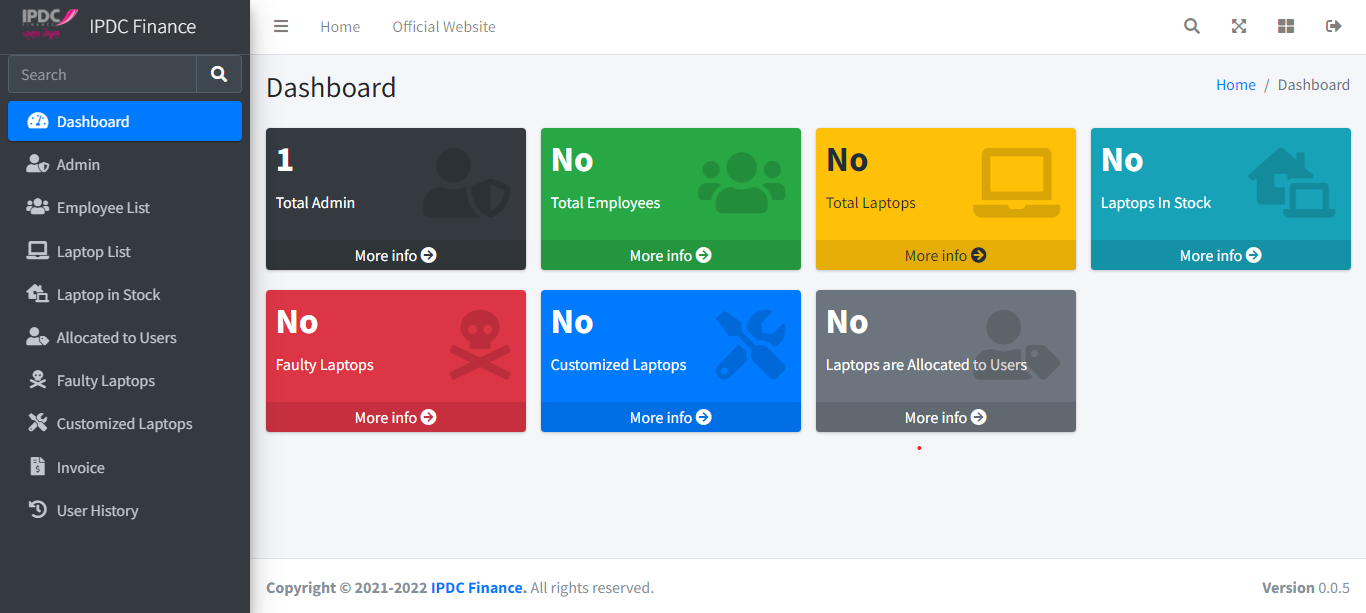 IPDC
FINANCE
IPDC Finance
Home
Official Website
Search
Dashboard
Admin
Employee List
Laptop List
Laptop in Stock
Allocated to Users
Faulty Laptops
Customized Laptops
Invoice
User History
Dashboard
Home / Dashboard
1
Total Admin
More info
No
Total Employees
More info
No
Total Laptops
More info
No
Laptops In Stock
More info
No
Faulty Laptops
More info
No
Customized Laptops
More info
No
Laptops are Allocated to Users
More info
Copyright © 2021-2022 IPDC Finance. All rights reserved.
Version 0.0.5